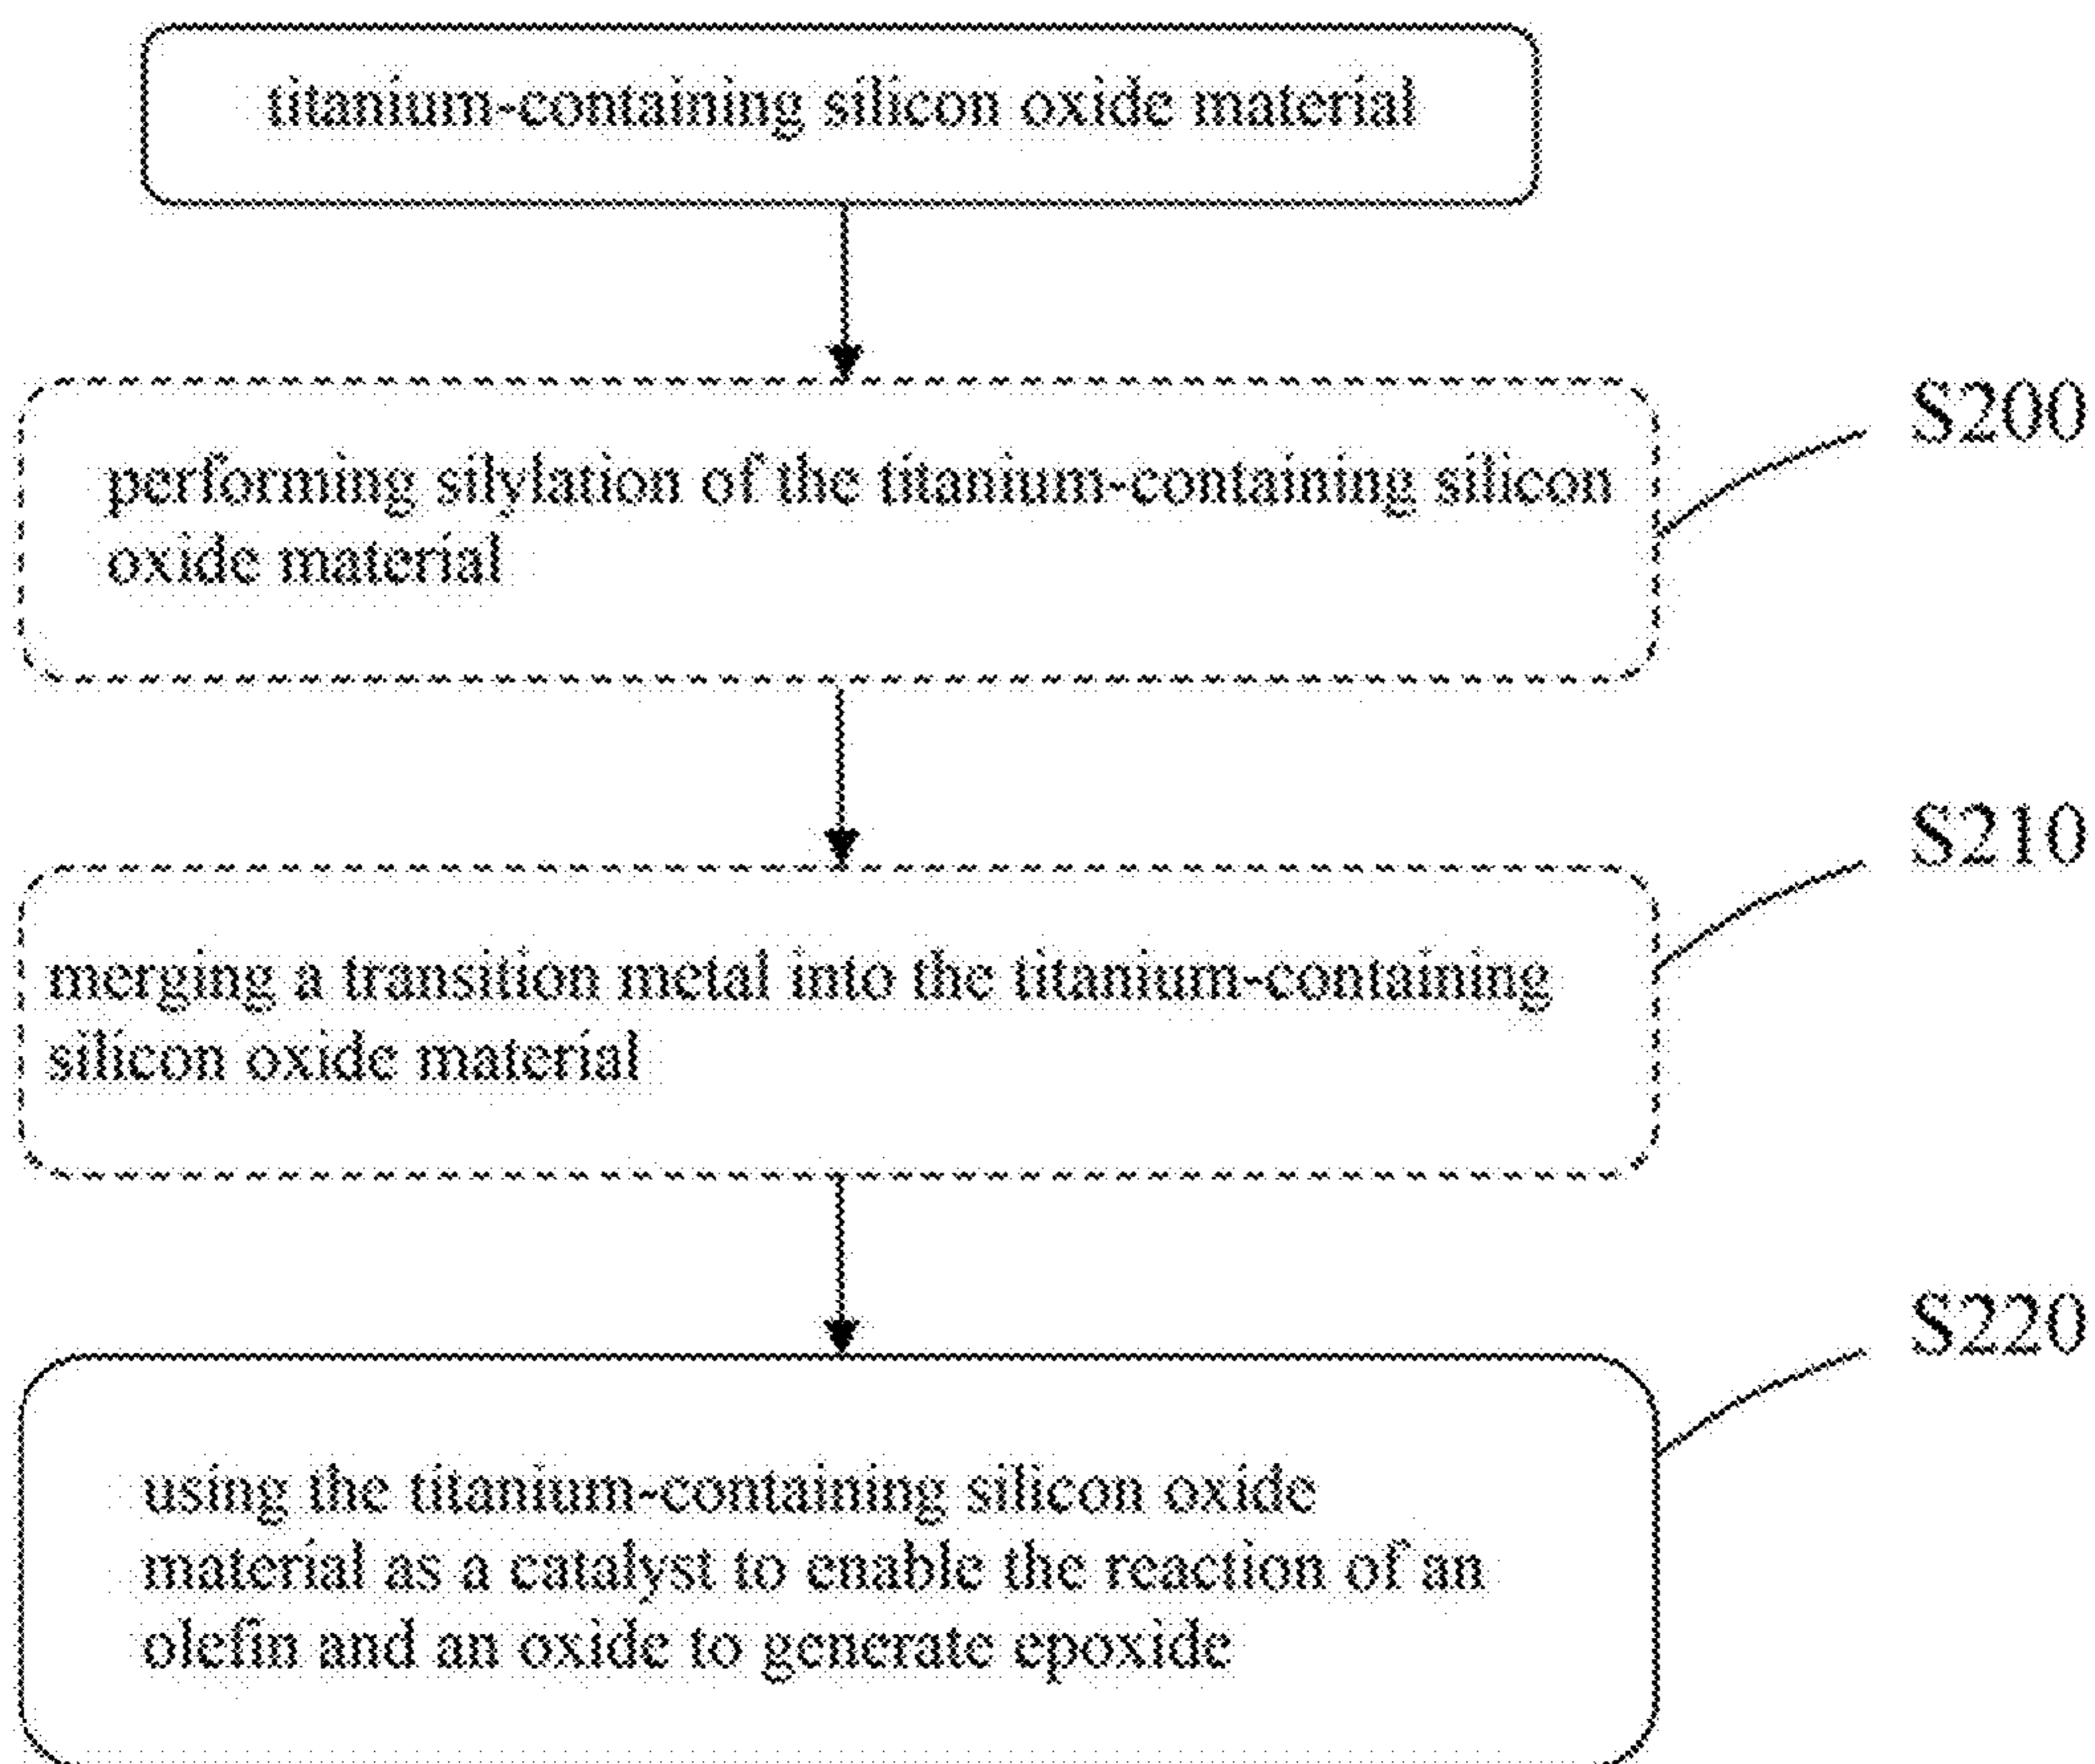 titanium-containing silicon oxide material
S200
performing silylation of the titanium-containing silicon
oxide material
S210
merging a transition metal into the titanium-containing
silicon oxide material
S220
using the titanium-containing silicon oxide
material as a catalyst to enable the reaction of an
olefin and an oxide to generate epoxide